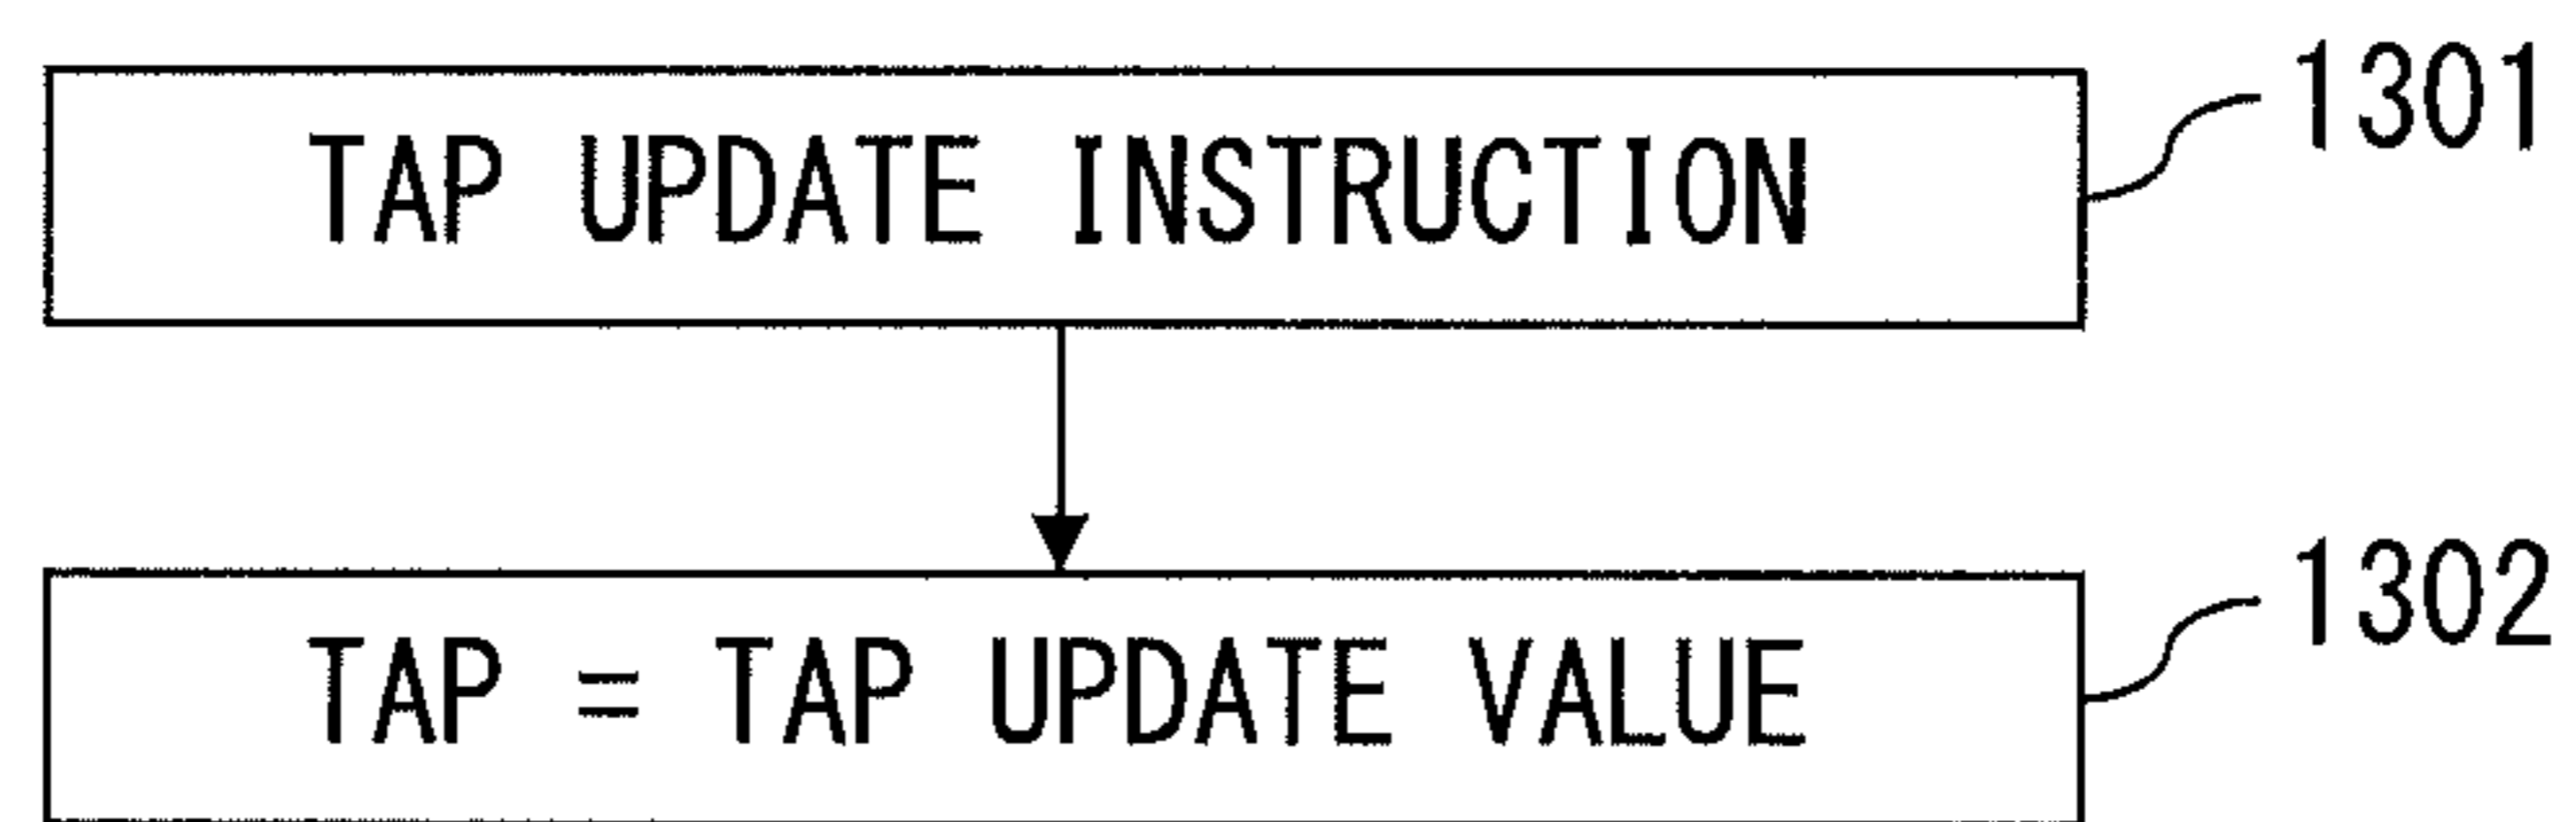 TAP UPDATE INSTRUCTION 1301
TAP = TAP UPDATE VALUE 1302